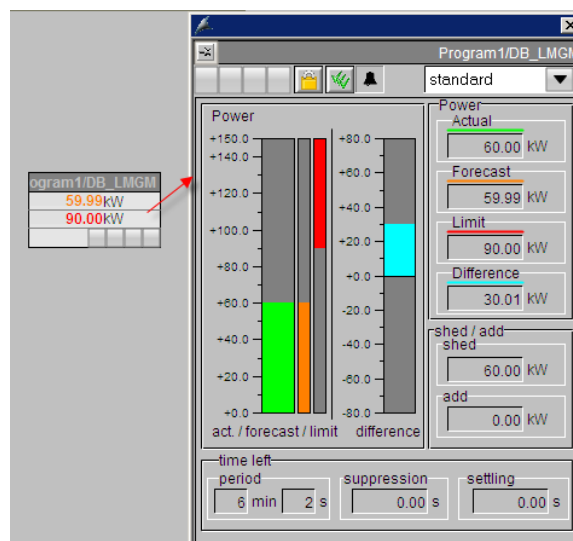 Program1/DB_LMGM
standard
ogram1/DB_LMGM
59.99kW
90.00kW
Power
+150.0
+140.0
+120.0
+100.0
+80.0
+60.0
+40.0
+20.0
+0.0
+80.0
+60.0
+40.0
+20.0
+0.0
-20.0
-40.0
-60.0
-80.0
act. / forecast / limit
difference
Power
Actual
60.00 kW
Forecast
59.99 kW
Limit
90.00 kW
Difference
30.01 kW
shed / add
shed
60.00 kW
add
0.00 kW
time left
period
6 min 2 s
suppression
0.00 s
settling
0.00 s